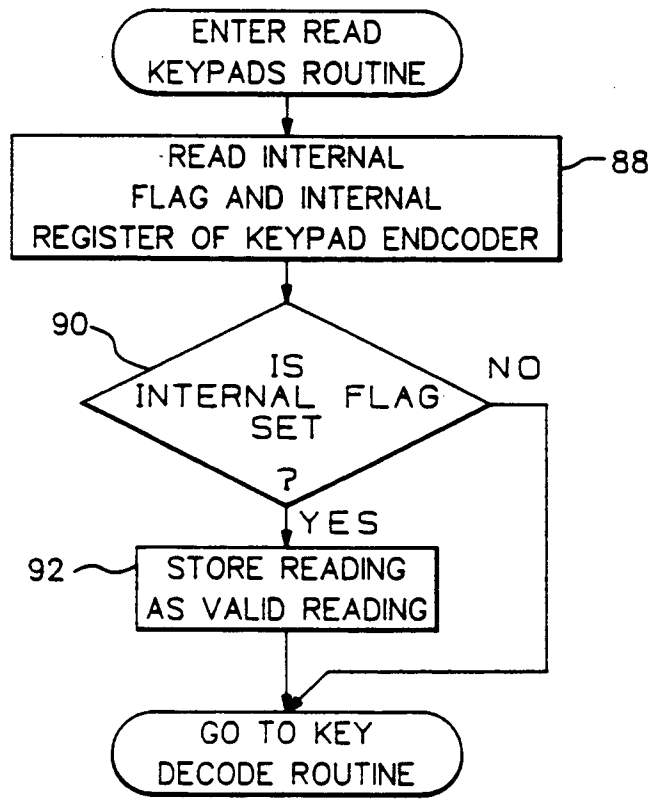 ENTER READ
KEYPADS ROUTINE
READ INTERNAL
FLAG AND INTERNAL
REGISTER OF KEYPAD ENDCODER
88
90
IS
INTERNAL FLAG
SET
?
NO
YES
92
STORE READING
AS VALID READING
GO TO KEY
DECODE ROUTINE